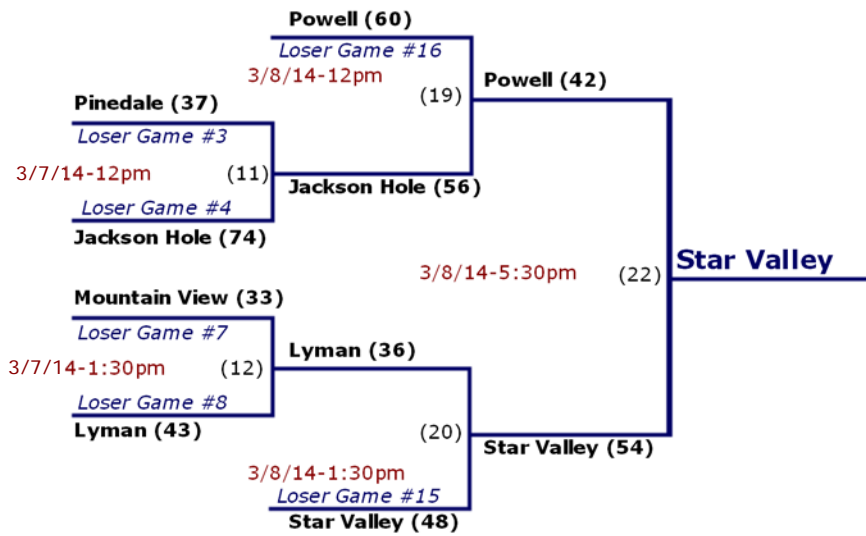 Powell (60)
Loser Game #16
3/8/14-12pm
Powell (42)
(19)
Pinedale (37)
Loser Game #3
3/7/14-12pm
(11)
Jackson Hole (56)
Loser Game #4
Jackson Hole (74)
3/8/14-5:30pm
(22)
Star Valley
Mountain View (33)
Loser Game #7
Lyman (36)
3/7/14-1:30pm
(12)
Loser Game #8
Lyman (43)
(20)
Star Valley (54)
3/8/14-1:30pm
Loser Game #15
Star Valley (48)